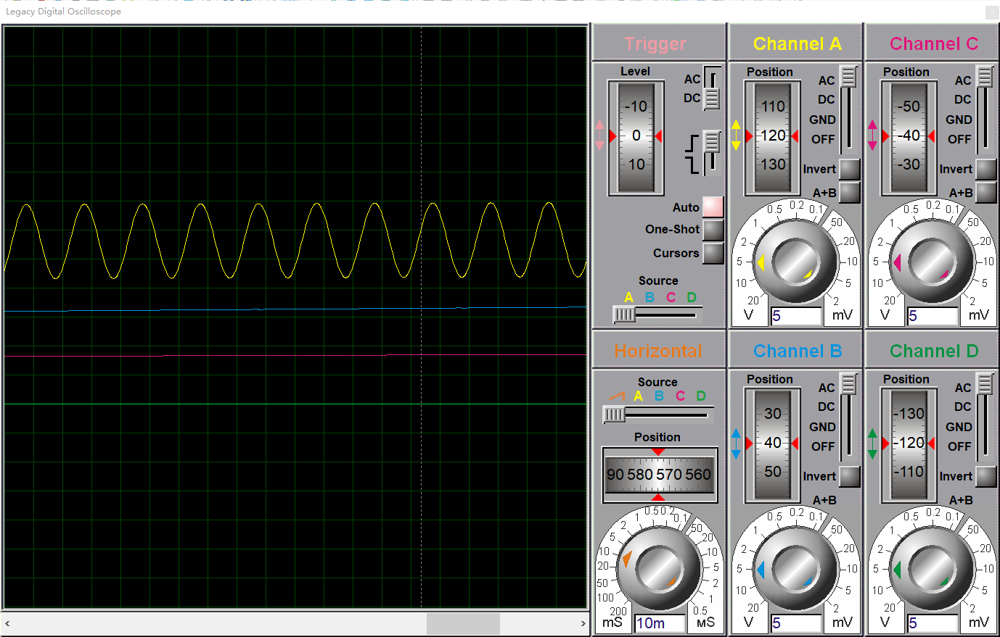 Legacy Digital Oscilloscope
Trigger
Level
AC
DC
-10
0
10
Auto
One-Shot
Cursors
Source
A B C D
Channel A
Position
AC
DC
GND
OFF
110
120
130
Invert
A+B
0.5 0.2 0.1
1 50
2 20
5 10
10 5
20 2
V 5 mV
Channel C
Position
AC
DC
GND
OFF
-50
-40
-30
Invert
A+B
0.5 0.2 0.1
1 50
2 20
5 10
10 5
20 2
V 5 mV
Horizontal
Source
A B C D
Position
90 580 570 560
0.5 0.2 0.1
1 50
2 20
5 10
10 5
20 2
50 1
100 0.5
200
mS 10m мS
Channel B
Position
AC
DC
GND
OFF
30
40
50
Invert
A+B
0.5 0.2 0.1
1 50
2 20
5 10
10 5
20 2
V 5 mV
Channel D
Position
AC
DC
GND
OFF
-130
-120
-110
Invert
A+B
0.5 0.2 0.1
1 50
2 20
5 10
10 5
20 2
V 5 mV